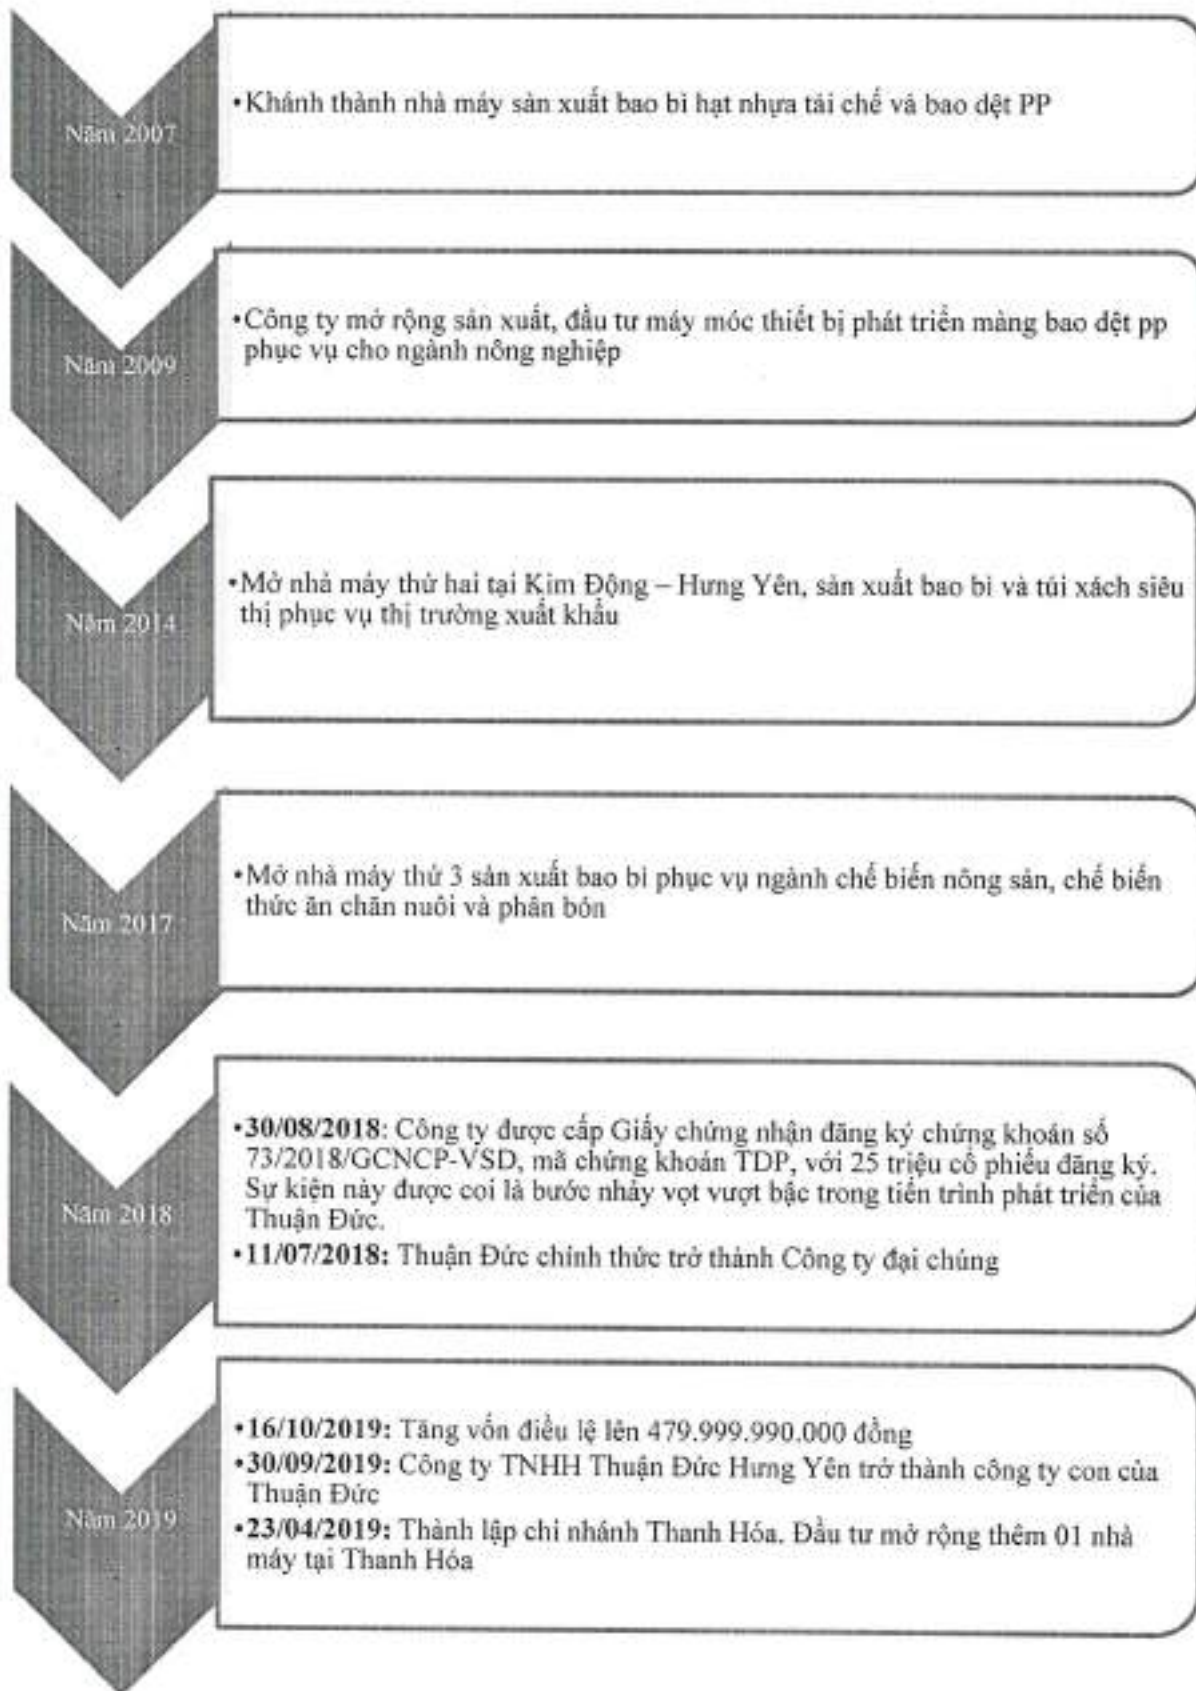 Năm 2007
•Khánh thành nhà máy sản xuất bao bì hạt nhựa tái chế và bao dệt PP
Năm 2009
•Công ty mở rộng sản xuất, đầu tư máy móc thiết bị phát triển màng bao dệt pp
phục vụ cho ngành nông nghiệp
Năm 2014
•Mở nhà máy thứ hai tại Kim Động – Hưng Yên, sản xuất bao bì và túi xách siêu
thị phục vụ thị trường xuất khẩu
Năm 2017
•Mở nhà máy thứ 3 sản xuất bao bì phục vụ ngành chế biến nông sản, chế biến
thức ăn chăn nuôi và phân bón
Năm 2018
•30/08/2018: Công ty được cấp Giấy chứng nhận đăng ký chứng khoán số
73/2018/GCNCP-VSD, mã chứng khoán TDP, với 25 triệu cổ phiếu đăng ký.
Sự kiện này được coi là bước nhảy vọt vượt bậc trong tiến trình phát triển của
Thuận Đức.
•11/07/2018: Thuận Đức chính thức trở thành Công ty đại chúng
Năm 2019
•16/10/2019: Tăng vốn điều lệ lên 479.999.990.000 đồng
•30/09/2019: Công ty TNHH Thuận Đức Hưng Yên trở thành công ty con của
Thuận Đức
•23/04/2019: Thành lập chi nhánh Thanh Hóa. Đầu tư mở rộng thêm 01 nhà
máy tại Thanh Hóa